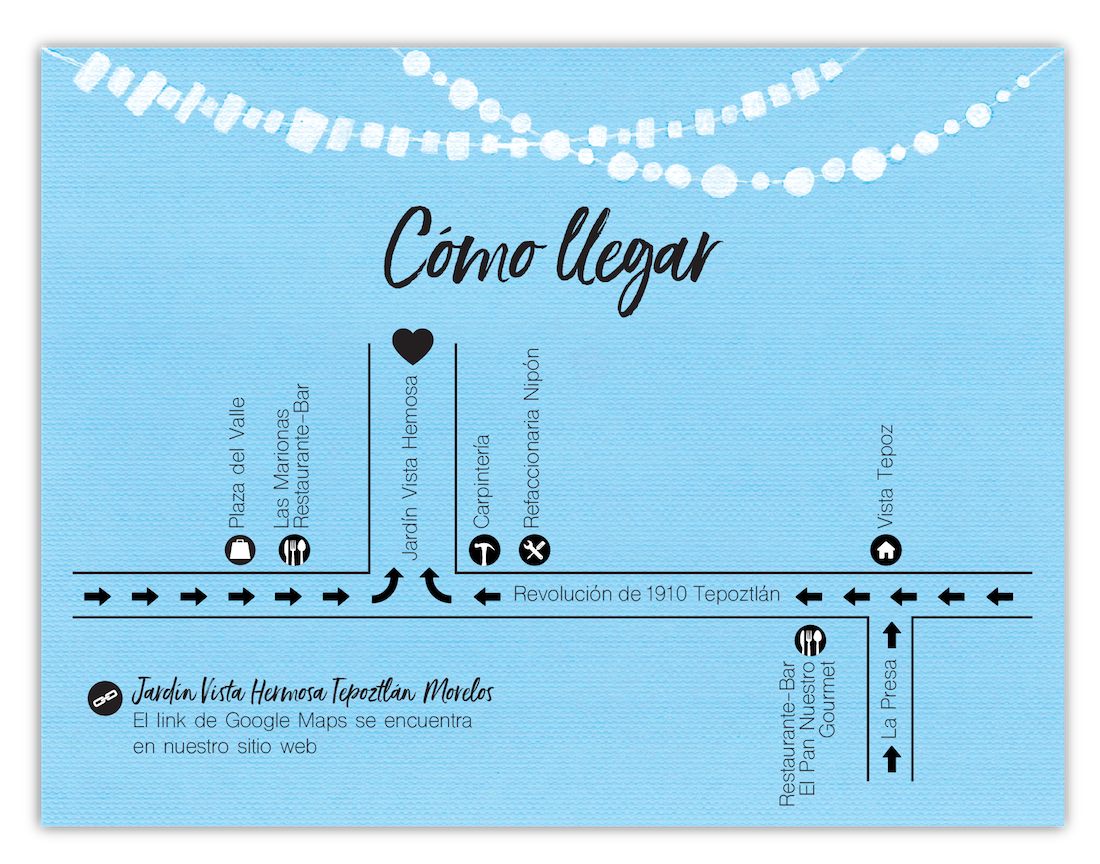 Cómo llegar
Plaza del Valle
Las Marionas
Restaurante-Bar
Jardín Vista Hemosa
Carpintería
Refaccionaria Nipón
Vista Tepoz
Revolución de 1910 Tepoztlán
Restaurante-Bar
El Pan Nuestro
Gourmet
La Presa
Jardín Vista Hermosa Tepoztlán Morelos
El link de Google Maps se encuentra
en nuestro sitio web